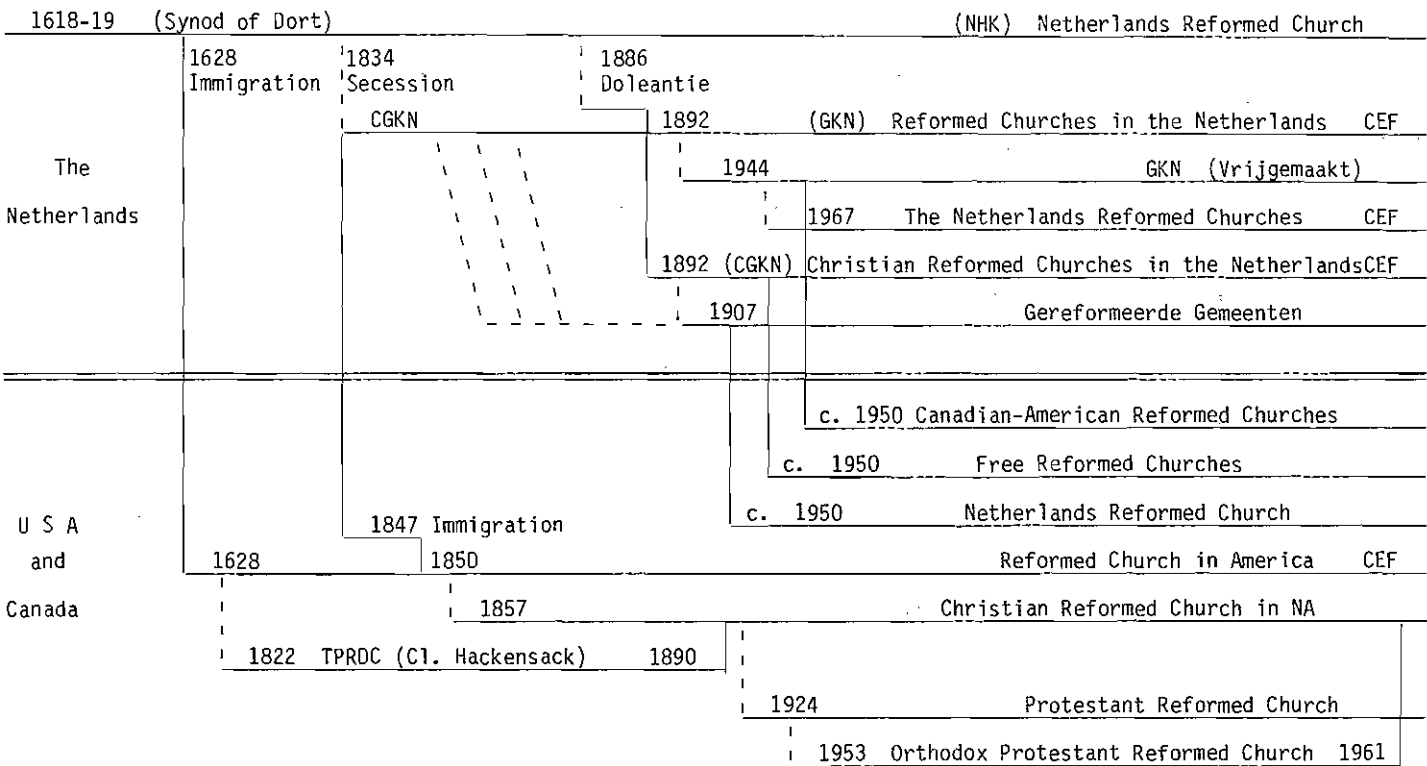 1618-19 (Synod of Dort) (NHK) Netherlands Reformed Church
1628 1834 1886
Immigration Secession Doleantie
CGKN 1892 (GKN) Reformed Churches in the Netherlands CEF
The 1944 GKN (Vrijgemaakt)
Netherlands 1967 The Netherlands Reformed Churches CEF
1892 (CGKN) Christian Reformed Churches in the NetherlandsCEF
1907 Gereformeerde Gemeenten
c. 1950 Canadian-American Reformed Churches
c. 1950 Free Reformed Churches
U S A 1847 Immigration c. 1950 Netherlands Reformed Church
and 1628 1850 Reformed Church in America CEF
Canada 1857 Christian Reformed Church in NA
1822 TPRDC (Cl. Hackensack) 1890
1924 Protestant Reformed Church
1953 Orthodox Protestant Reformed Church 1961